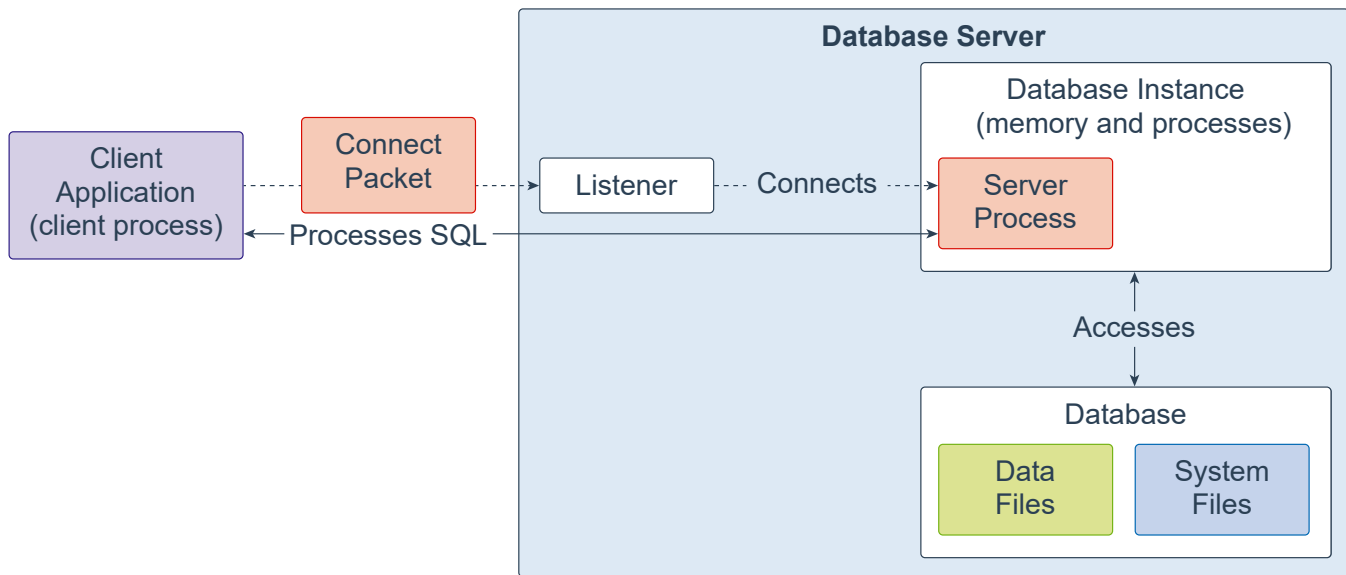 Database Server
Database Instance
(memory and processes)
Client
Application
(client process)
Connect
Packet
Listener
Connects
Server
Process
Processes SQL
Accesses
Database
Data
Files
System
Files